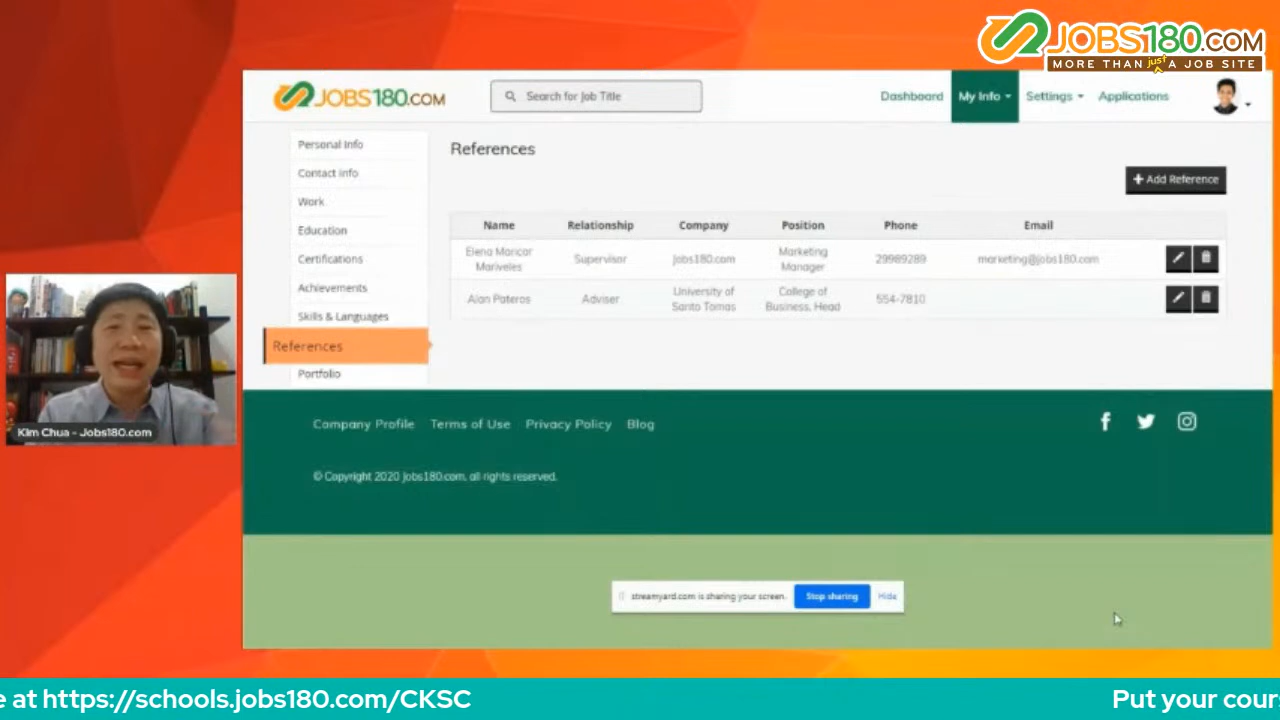 JOBS180.COM
MORE THAN just A JOB SITE
JOBS180.COM
Search for Job Title
Dashboard
My Info
Settings
Applications
Personal Info
Contact Info
Work
Education
Certifications
Achievements
Skills & Languages
References
Portfolio
References
+ Add Reference
Name Relationship Company Position Phone Email
Elena Maricar Mariveles Supervisor Jobs180.com Marketing Manager 29989289 marketing@jobs180.com
Alan Pateros Adviser University of Santo Tomas College of Business, Head 554-7810
Kim Chua - Jobs180.com
Company Profile Terms of Use Privacy Policy Blog
© Copyright 2020 Jobs180.com, all rights reserved.
streamyard.com is sharing your screen. Stop sharing Hide
e at https://schools.jobs180.com/CKSC
Put your cour